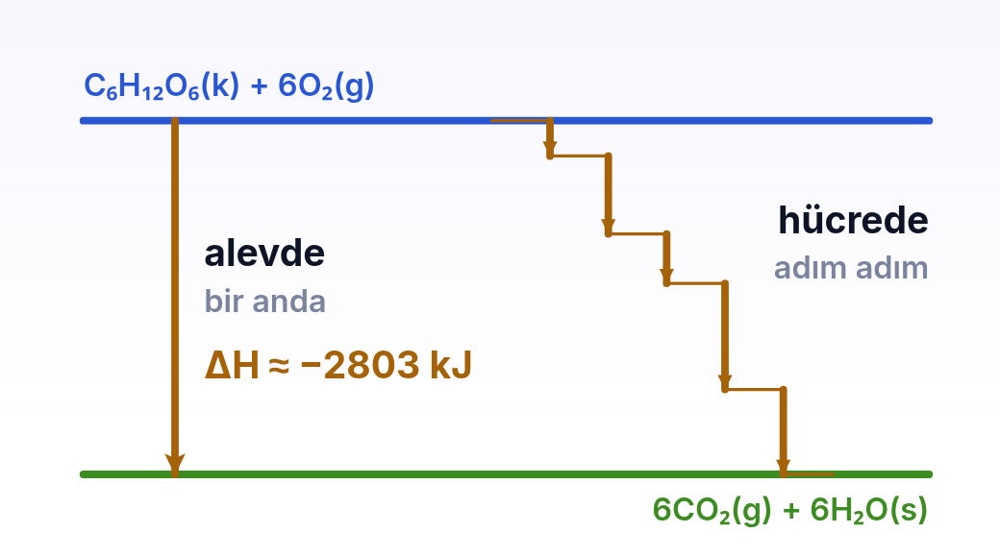 C₆H₁₂O₆(k) + 6O₂(g)
alevde
bir anda
ΔH ≈ −2803 kJ
hücrede
adım adım
6CO₂(g) + 6H₂O(s)